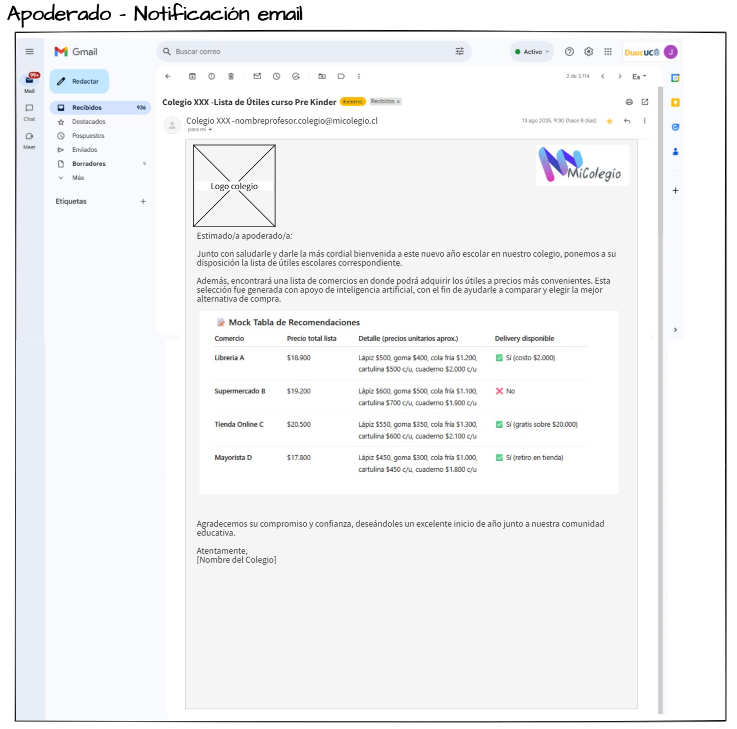 Apoderado - Notificación email
Gmail
Buscar correo
Activo
DuocUC
J
99+
Mail
Redactar
2 de 3.114
Es
Recibidos 936
Colegio XXX -Lista de Útiles curso Pre Kinder Externo Recibidos x
Chat
Destacados
Colegio XXX -nombreprofesor.colegio@micolegio.cl
13 ago 2025, 9:30 (hace 8 días)
para mí
Pospuestos
Meet
Enviados
Borradores 9
Más
Etiquetas +
Logo colegio
MiColegio
Estimado/a apoderado/a:
Junto con saludarle y darle la más cordial bienvenida a este nuevo año escolar en nuestro colegio, ponemos a su
disposición la lista de útiles escolares correspondiente.
Además, encontrará una lista de comercios en donde podrá adquirir los útiles a precios más convenientes. Esta
selección fue generada con apoyo de inteligencia artificial, con el fin de ayudarle a comparar y elegir la mejor
alternativa de compra.
Mock Tabla de Recomendaciones
Comercio Precio total lista Detalle (precios unitarios aprox.) Delivery disponible
Librería A $18.900 Lápiz $500, goma $400, cola fría $1.200, Sí (costo $2.000)
cartulina $500 c/u, cuaderno $2.000 c/u
Supermercado B $19.200 Lápiz $600, goma $500, cola fría $1.100, No
cartulina $700 c/u, cuaderno $1.900 c/u
Tienda Online C $20.500 Lápiz $550, goma $350, cola fría $1.300, Sí (gratis sobre $20.000)
cartulina $600 c/u, cuaderno $2.100 c/u
Mayorista D $17.800 Lápiz $450, goma $300, cola fría $1.000, Sí (retiro en tienda)
cartulina $450 c/u, cuaderno $1.800 c/u
Agradecemos su compromiso y confianza, deseándoles un excelente inicio de año junto a nuestra comunidad
educativa.
Atentamente,
[Nombre del Colegio]